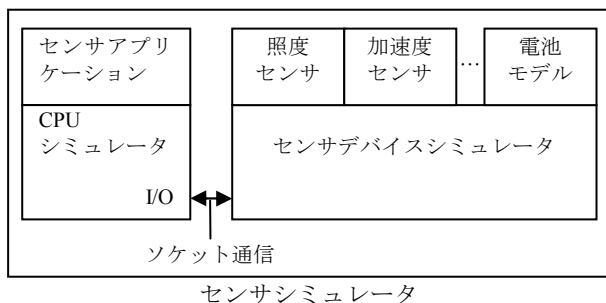 センサアプリ
ケーション
CPU
シミュレータ
I/O
照度
センサ
加速度
センサ
…
電池
モデル
センサデバイスシミュレータ
ソケット通信
センサシミュレータ